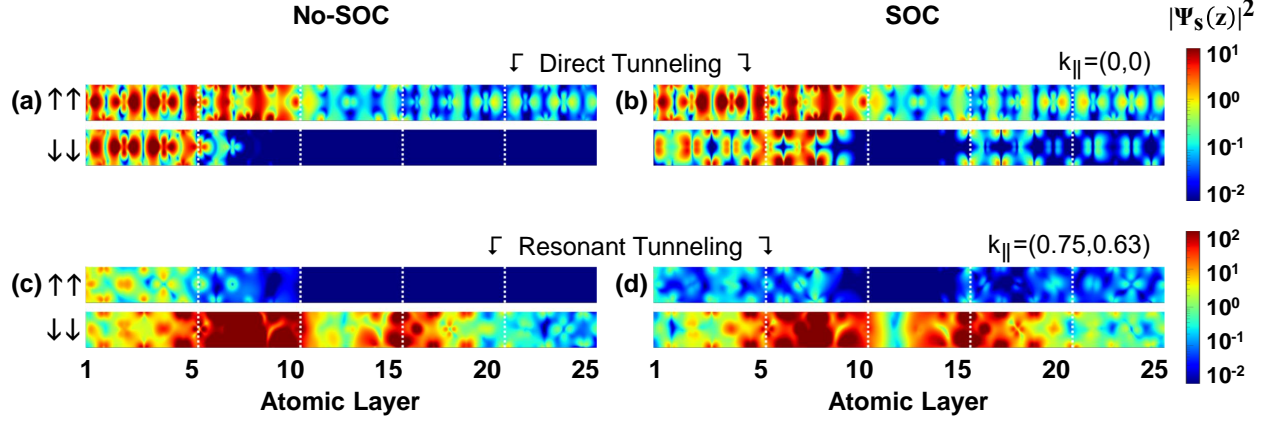 No-SOC SOC |Ψs(z)|²
↱ Direct Tunneling ↴ k∥=(0,0) 10¹
(a) ↑↑ (b)
10⁰
↓↓ 10⁻¹
10⁻²
↱ Resonant Tunneling ↴ k∥=(0.75,0.63) 10²
(c) ↑↑ (d) 10¹
10⁰
↓↓ 10⁻¹
10⁻²
1 5 10 15 20 25 1 5 10 15 20 25
Atomic Layer Atomic Layer